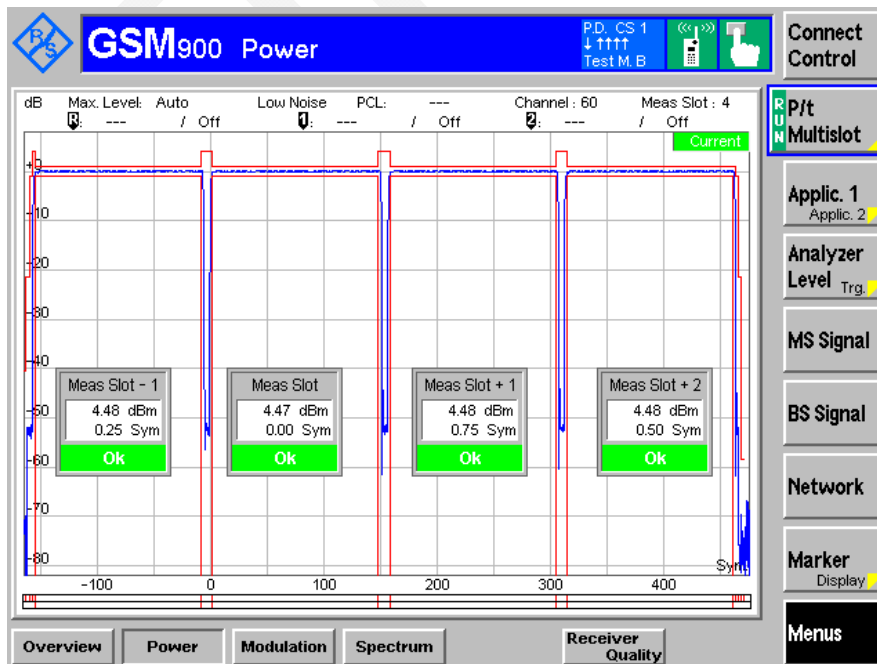 R/S
GSM900 Power
P.D. CS 1
↓ ↑↑↑↑
Test M. B
Connect Control
dB Max. Level: Auto Low Noise PCL: --- Channel : 60 Meas Slot : 4
R: --- / Off 1: --- / Off 2: --- / Off
Current
RUN
P/t Multislot
Applic. 1
Applic. 2
Analyzer Level Trg.
MS Signal
BS Signal
Network
Marker
Display
Menus
+0
-10
-20
-30
-40
-50
-60
-70
-80
Meas Slot - 1
4.48 dBm
0.25 Sym
Ok
Meas Slot
4.47 dBm
0.00 Sym
Ok
Meas Slot + 1
4.48 dBm
0.75 Sym
Ok
Meas Slot + 2
4.48 dBm
0.50 Sym
Ok
Sym
-100 0 100 200 300 400
Overview Power Modulation Spectrum Receiver Quality